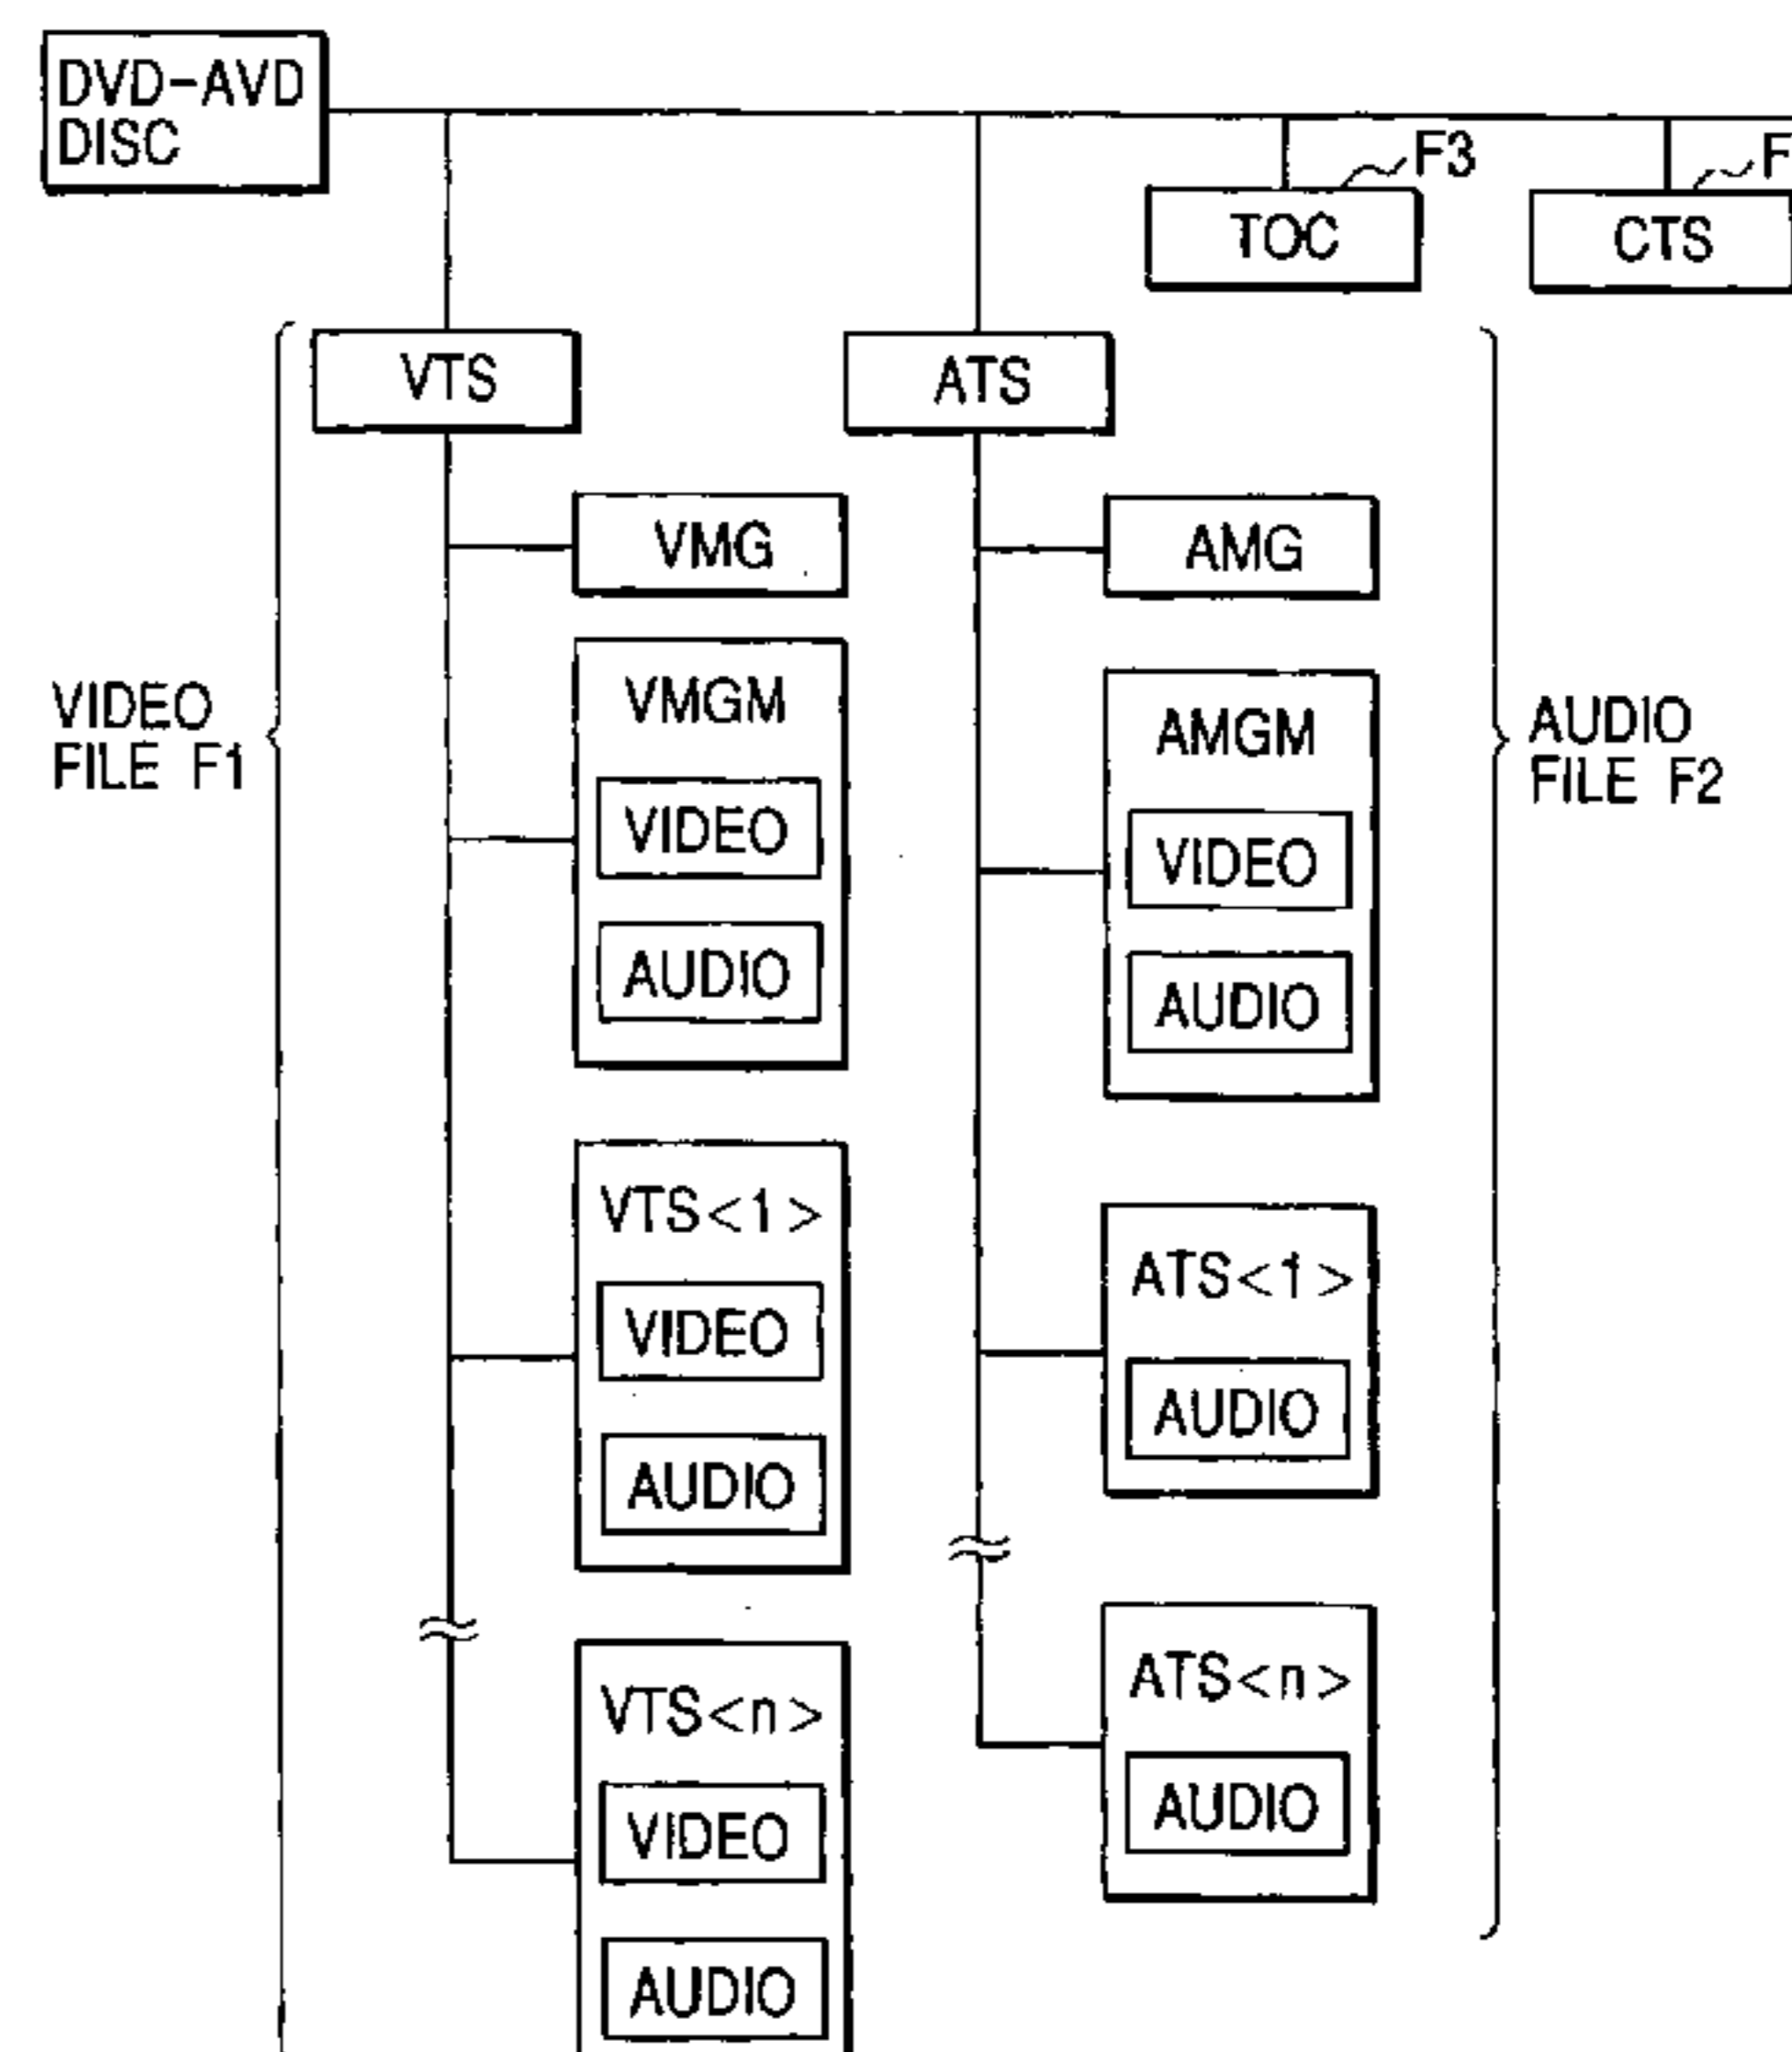 DVD-AVD
DISC
F3
F
TOC
CTS
VTS
ATS
VMG
AMG
VIDEO
FILE F1
VMGM
VIDEO
AUDIO
AMGM
VIDEO
AUDIO
AUDIO
FILE F2
VTS<1>
VIDEO
AUDIO
ATS<1>
AUDIO
VTS<n>
VIDEO
AUDIO
ATS<n>
AUDIO